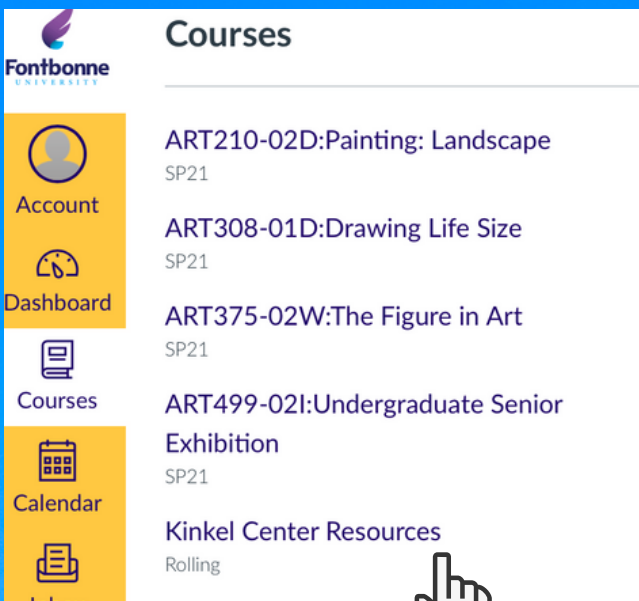 Fontbonne
UNIVERSITY
Account
Dashboard
Courses
Calendar
Courses
ART210-02D:Painting: Landscape
SP21
ART308-01D:Drawing Life Size
SP21
ART375-02W:The Figure in Art
SP21
ART499-02I:Undergraduate Senior
Exhibition
SP21
Kinkel Center Resources
Rolling